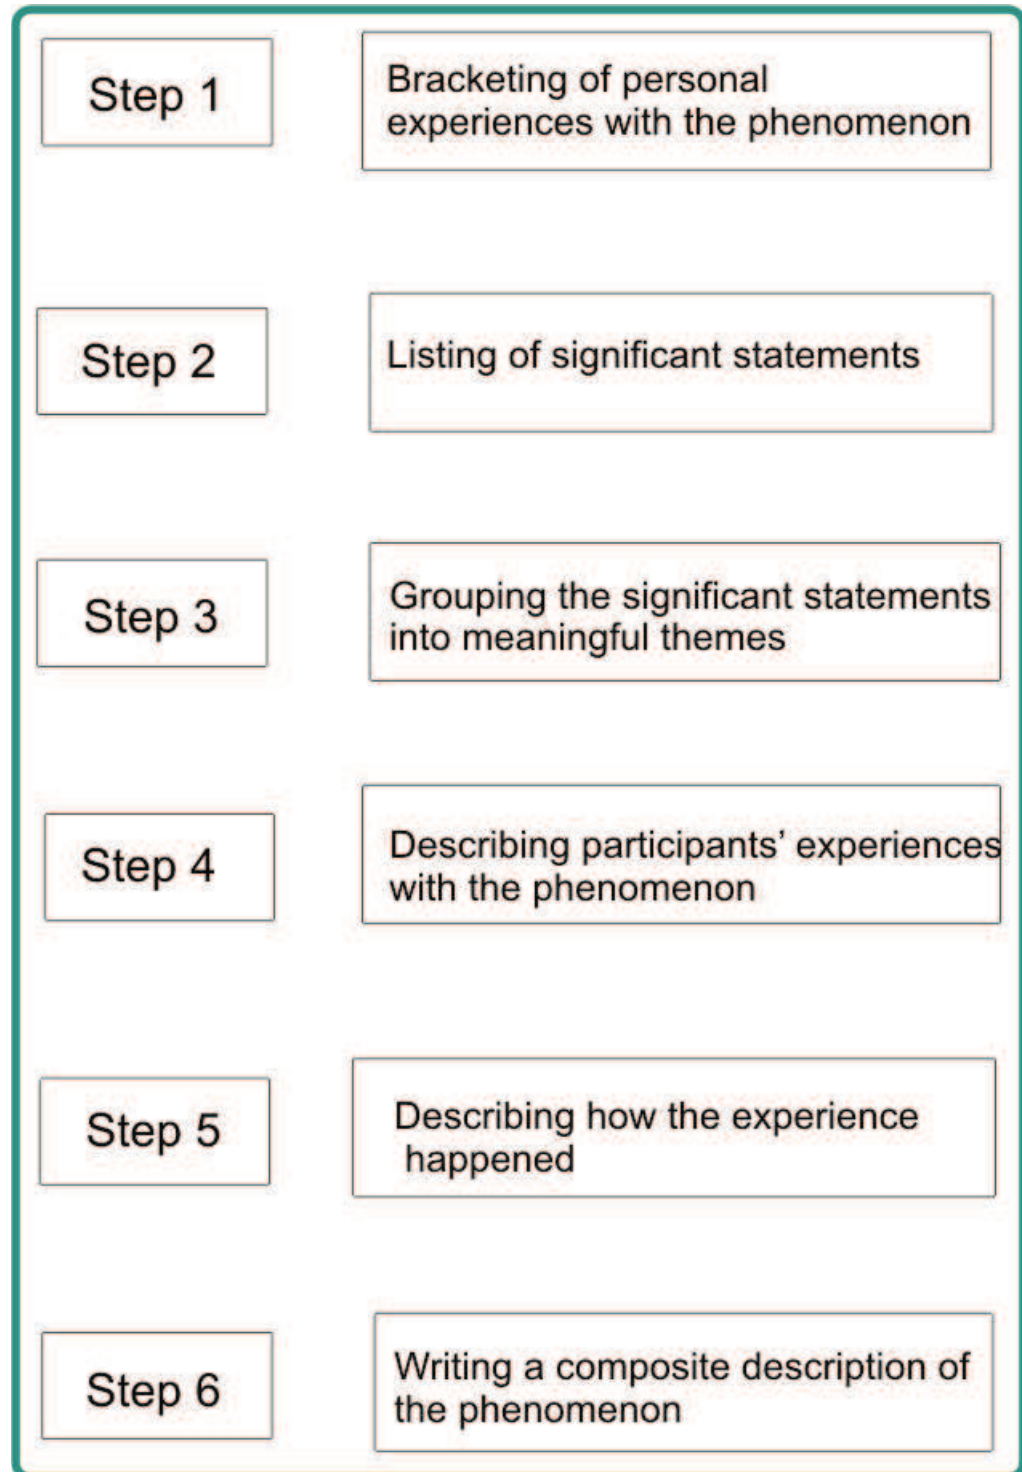 Step 1
Bracketing of personal
experiences with the phenomenon
Step 2
Listing of significant statements
Step 3
Grouping the significant statements
into meaningful themes
Step 4
Describing participants’ experiences
with the phenomenon
Step 5
Describing how the experience
happened
Step 6
Writing a composite description of
the phenomenon